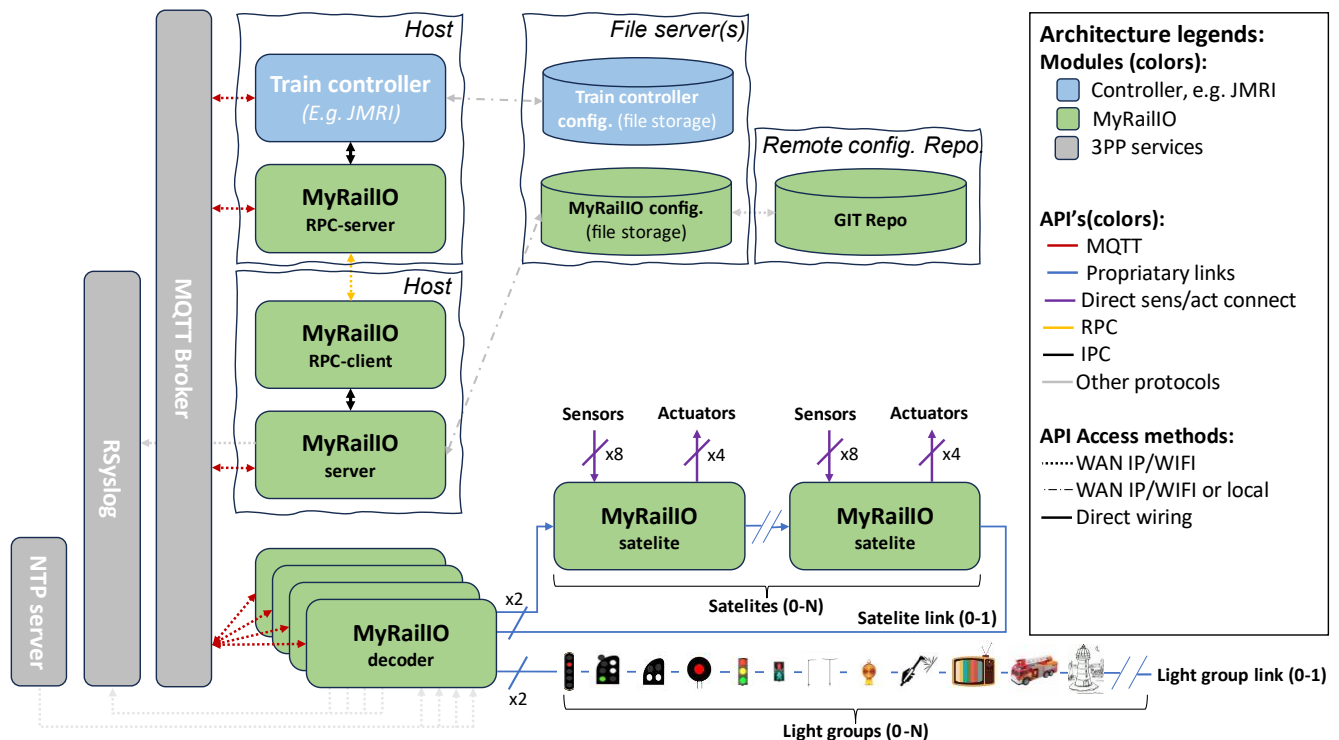 Host
Train controller
(E.g. JMRI)
MyRailIO
RPC-server
Host
MyRailIO
RPC-client
MyRailIO
server
File server(s)
Train controller
config. (file storage)
MyRailIO config.
(file storage)
Remote config. Repo.
GIT Repo
MQTT Broker
RSyslog
NTP server
Sensors
Actuators
x8
x4
Sensors
Actuators
x8
x4
MyRailIO
satelite
MyRailIO
satelite
Satelites (0-N)
Satelite link (0-1)
x2
MyRailIO
decoder
x2
Light group link (0-1)
Light groups (0-N)
Architecture legends:
Modules (colors):
Controller, e.g. JMRI
MyRailIO
3PP services
API's(colors):
MQTT
Propriatary links
Direct sens/act connect
RPC
IPC
Other protocols
API Access methods:
WAN IP/WIFI
WAN IP/WIFI or local
Direct wiring